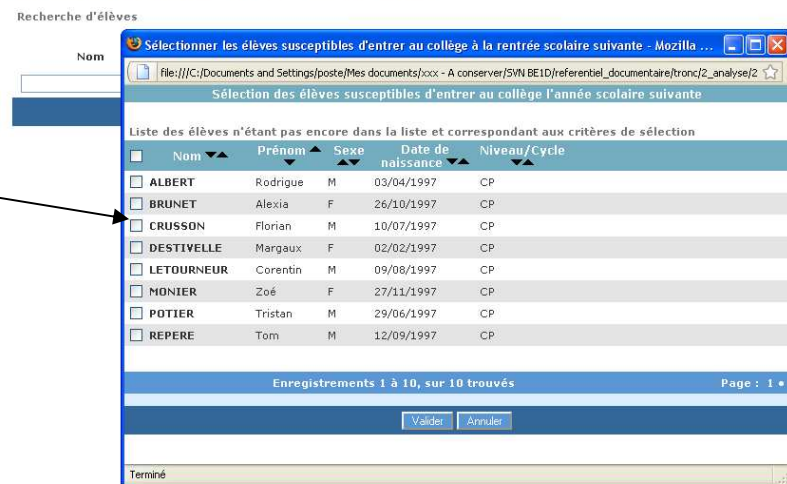 Recherche d'élèves
Nom
Sélectionner les élèves susceptibles d'entrer au collège à la rentrée scolaire suivante - Mozilla ...
file:///C:/Documents and Settings/poste/Mes documents/xxx - A conserver/SVN BE1D/referentiel_documentaire/tronc/2_analyse/2
Sélection des élèves susceptibles d'entrer au collège l'année scolaire suivante
Liste des élèves n'étant pas encore dans la liste et correspondant aux critères de sélection
Nom Prénom Sexe Date de naissance Niveau/Cycle
ALBERT Rodrigue M 03/04/1997 CP
BRUNET Alexia F 26/10/1997 CP
CRUSSON Florian M 10/07/1997 CP
DESTIVELLE Margaux F 02/02/1997 CP
LETOURNEUR Corentin M 09/08/1997 CP
MONIER Zoé F 27/11/1997 CP
POTIER Tristan M 29/06/1997 CP
REPERE Tom M 12/09/1997 CP
Enregistrements 1 à 10, sur 10 trouvés Page : 1 •
Valider Annuler
Terminé